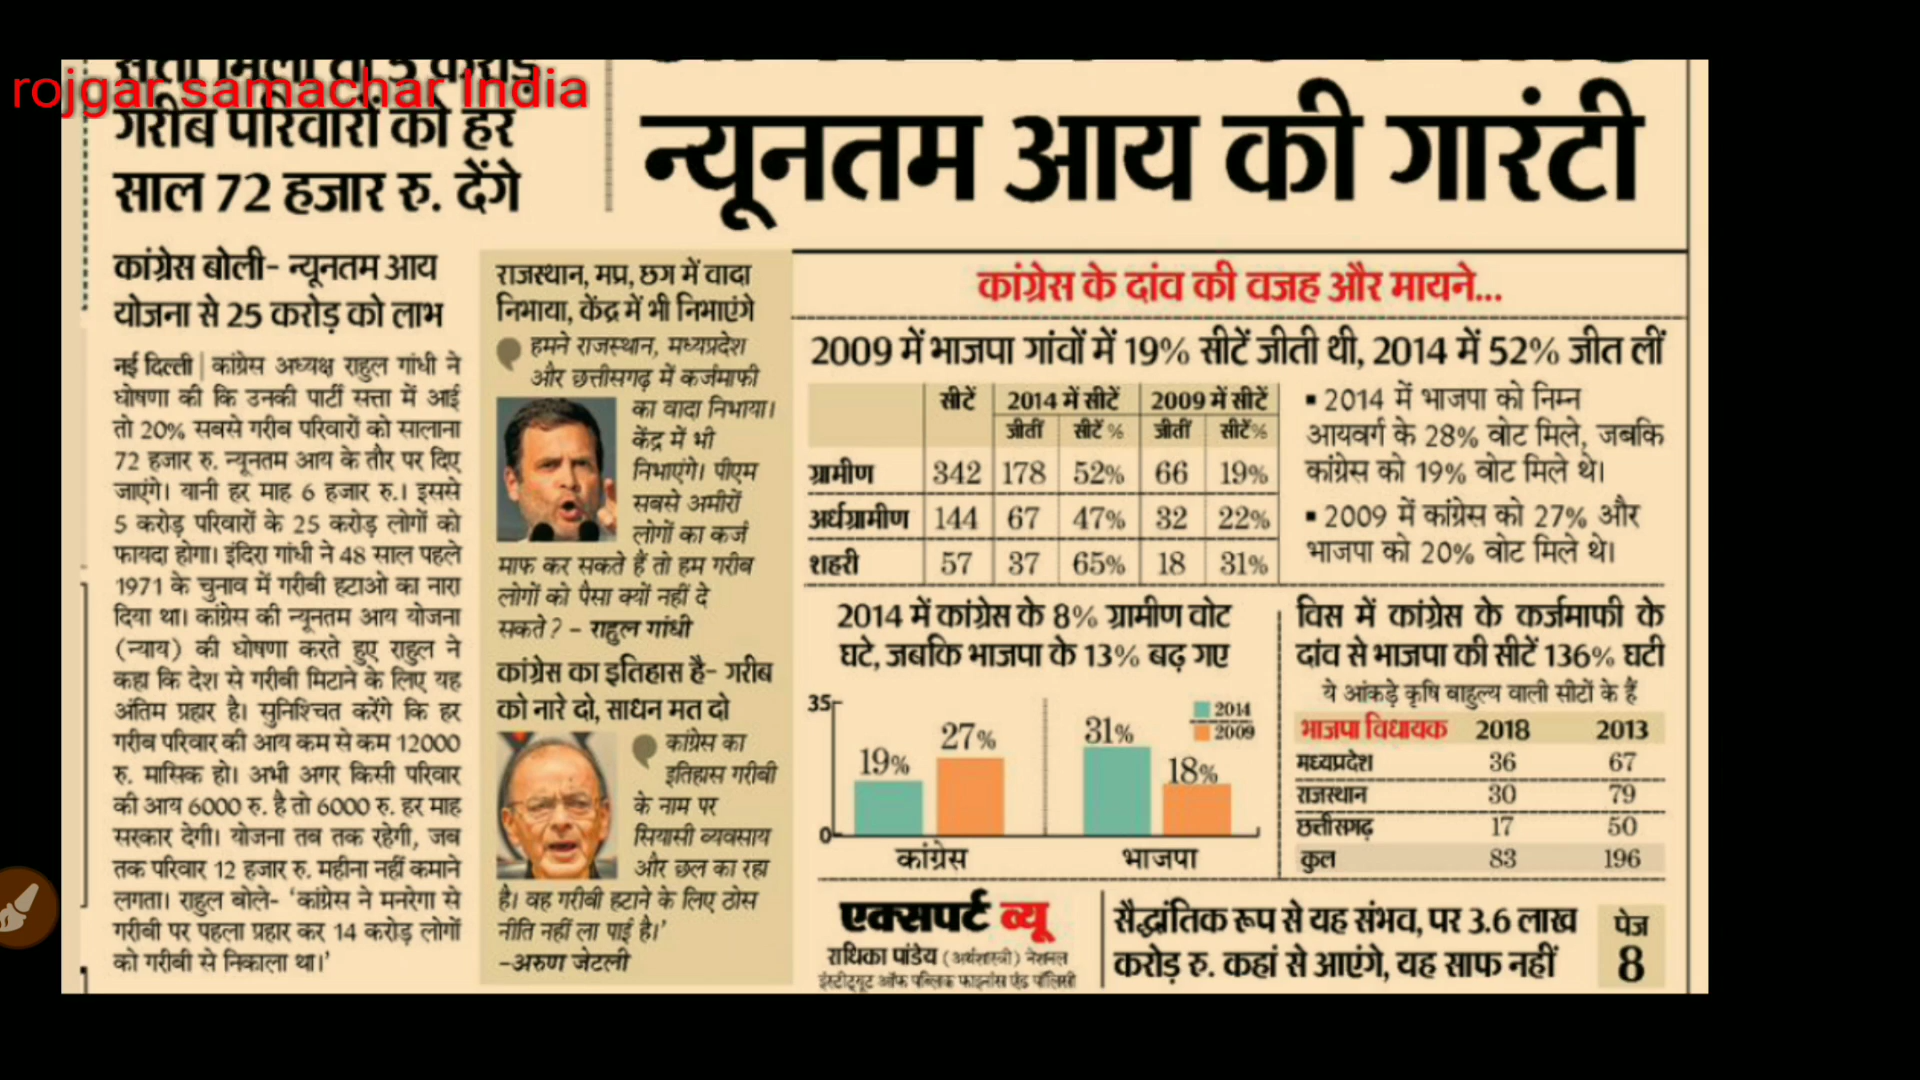 rojgar samachar India
गरीब परिवारों को हर
साल 72 हजार रु. देंगे
न्यूनतम आय की गारंटी
कांग्रेस बोली- न्यूनतम आय
योजना से 25 करोड़ को लाभ
नई दिल्ली | कांग्रेस अध्यक्ष राहुल गांधी ने
घोषणा की कि उनकी पार्टी सत्ता में आई
तो 20% सबसे गरीब परिवारों को सालाना
72 हजार रु. न्यूनतम आय के तौर पर दिए
जाएंगे। यानी हर माह 6 हजार रु.। इससे
5 करोड़ परिवारों के 25 करोड़ लोगों को
फायदा होगा। इंदिरा गांधी ने 48 साल पहले
1971 के चुनाव में गरीबी हटाओ का नारा
दिया था। कांग्रेस की न्यूनतम आय योजना
(न्याय) की घोषणा करते हुए राहुल ने
कहा कि देश से गरीबी मिटाने के लिए यह
अंतिम प्रहार है। सुनिश्चित करेंगे कि हर
गरीब परिवार की आय कम से कम 12000
रु. मासिक हो। अभी अगर किसी परिवार
की आय 6000 रु. है तो 6000 रु. हर माह
सरकार देगी। योजना तब तक रहेगी, जब
तक परिवार 12 हजार रु. महीना नहीं कमाने
लगता। राहुल बोले- 'कांग्रेस ने मनरेगा से
गरीबी पर पहला प्रहार कर 14 करोड़ लोगों
को गरीबी से निकाला था।'
राजस्थान, मप्र, छग में वादा
निभाया, केंद्र में भी निभाएंगे
हमने राजस्थान, मध्यप्रदेश
और छत्तीसगढ़ में कर्जमाफी
का वादा निभाया।
केंद्र में भी
निभाएंगे। पीएम
सबसे अमीरों
लोगों का कर्ज
माफ कर सकते हैं तो हम गरीब
लोगों को पैसा क्यों नहीं दे
सकते? - राहुल गांधी
कांग्रेस का इतिहास है- गरीब
को नारे दो, साधन मत दो
कांग्रेस का
इतिहास गरीबी
के नाम पर
सियासी व्यवसाय
और छल का रहा
है। वह गरीबी हटाने के लिए ठोस
नीति नहीं ला पाई है।'
-अरुण जेटली
कांग्रेस के दांव की वजह और मायने...
2009 में भाजपा गांवों में 19% सीटें जीती थी, 2014 में 52% जीत लीं
सीटें 2014 में सीटें 2009 में सीटें
जीतीं सीटें % जीतीं सीटें%
ग्रामीण 342 178 52% 66 19%
अर्धग्रामीण 144 67 47% 32 22%
शहरी 57 37 65% 18 31%
▪ 2014 में भाजपा को निम्न
आयवर्ग के 28% वोट मिले, जबकि
कांग्रेस को 19% वोट मिले थे।
▪ 2009 में कांग्रेस को 27% और
भाजपा को 20% वोट मिले थे।
2014 में कांग्रेस के 8% ग्रामीण वोट
घटे, जबकि भाजपा के 13% बढ़ गए
35
0
2014
2009
19% 27% 31% 18%
कांग्रेस भाजपा
विस में कांग्रेस के कर्जमाफी के
दांव से भाजपा की सीटें 136% घटी
ये आंकड़े कृषि बाहुल्य वाली सीटों के हैं
भाजपा विधायक 2018 2013
मध्यप्रदेश 36 67
राजस्थान 30 79
छत्तीसगढ़ 17 50
कुल 83 196
एक्सपर्ट व्यू
राधिका पांडेय (अर्थशास्त्री) नेशनल
इंस्टीट्यूट ऑफ पब्लिक फाइनांस एंड पॉलिसी
सैद्धांतिक रूप से यह संभव, पर 3.6 लाख
करोड़ रु. कहां से आएंगे, यह साफ नहीं
पेज
8